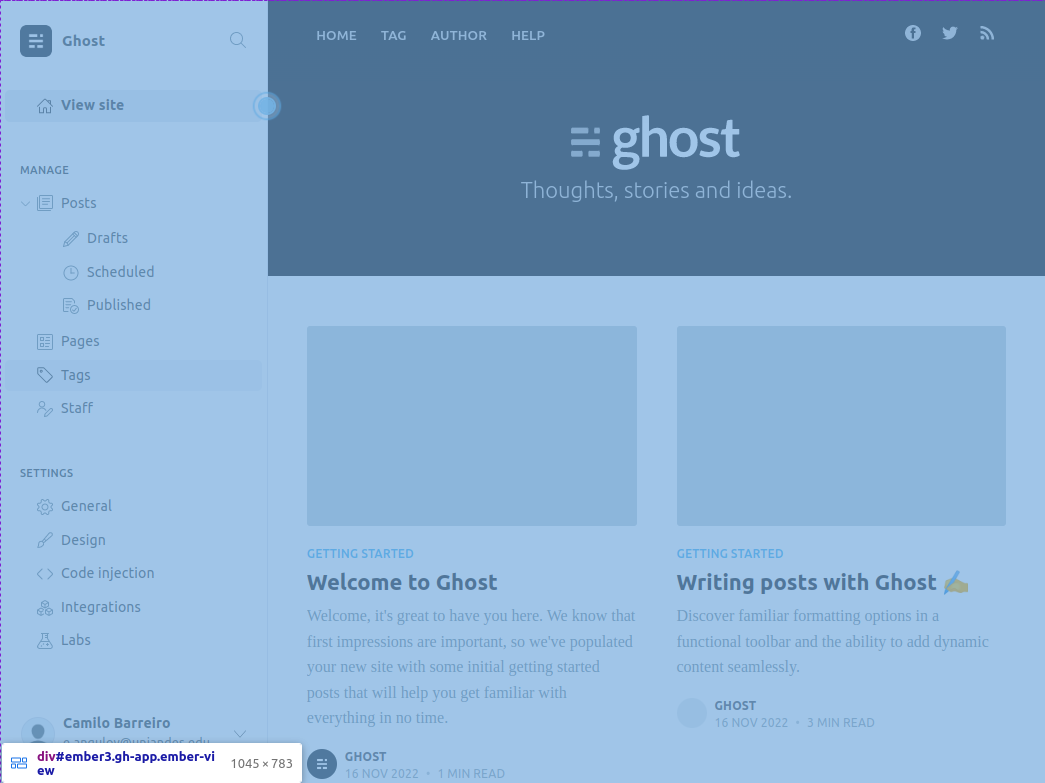 Ghost
View site
MANAGE
Posts
Drafts
Scheduled
Published
Pages
Tags
Staff
SETTINGS
General
Design
Code injection
Integrations
Labs
Camilo Barreiro
div#ember3.gh-app.ember-vi
ew
1045 × 783
HOME TAG AUTHOR HELP
ghost
Thoughts, stories and ideas.
GETTING STARTED
Welcome to Ghost
Welcome, it's great to have you here. We know that
first impressions are important, so we've populated
your new site with some initial getting started
posts that will help you get familiar with
everything in no time.
GHOST
16 NOV 2022 • 1 MIN READ
GETTING STARTED
Writing posts with Ghost ✍️
Discover familiar formatting options in a
functional toolbar and the ability to add dynamic
content seamlessly.
GHOST
16 NOV 2022 • 3 MIN READ